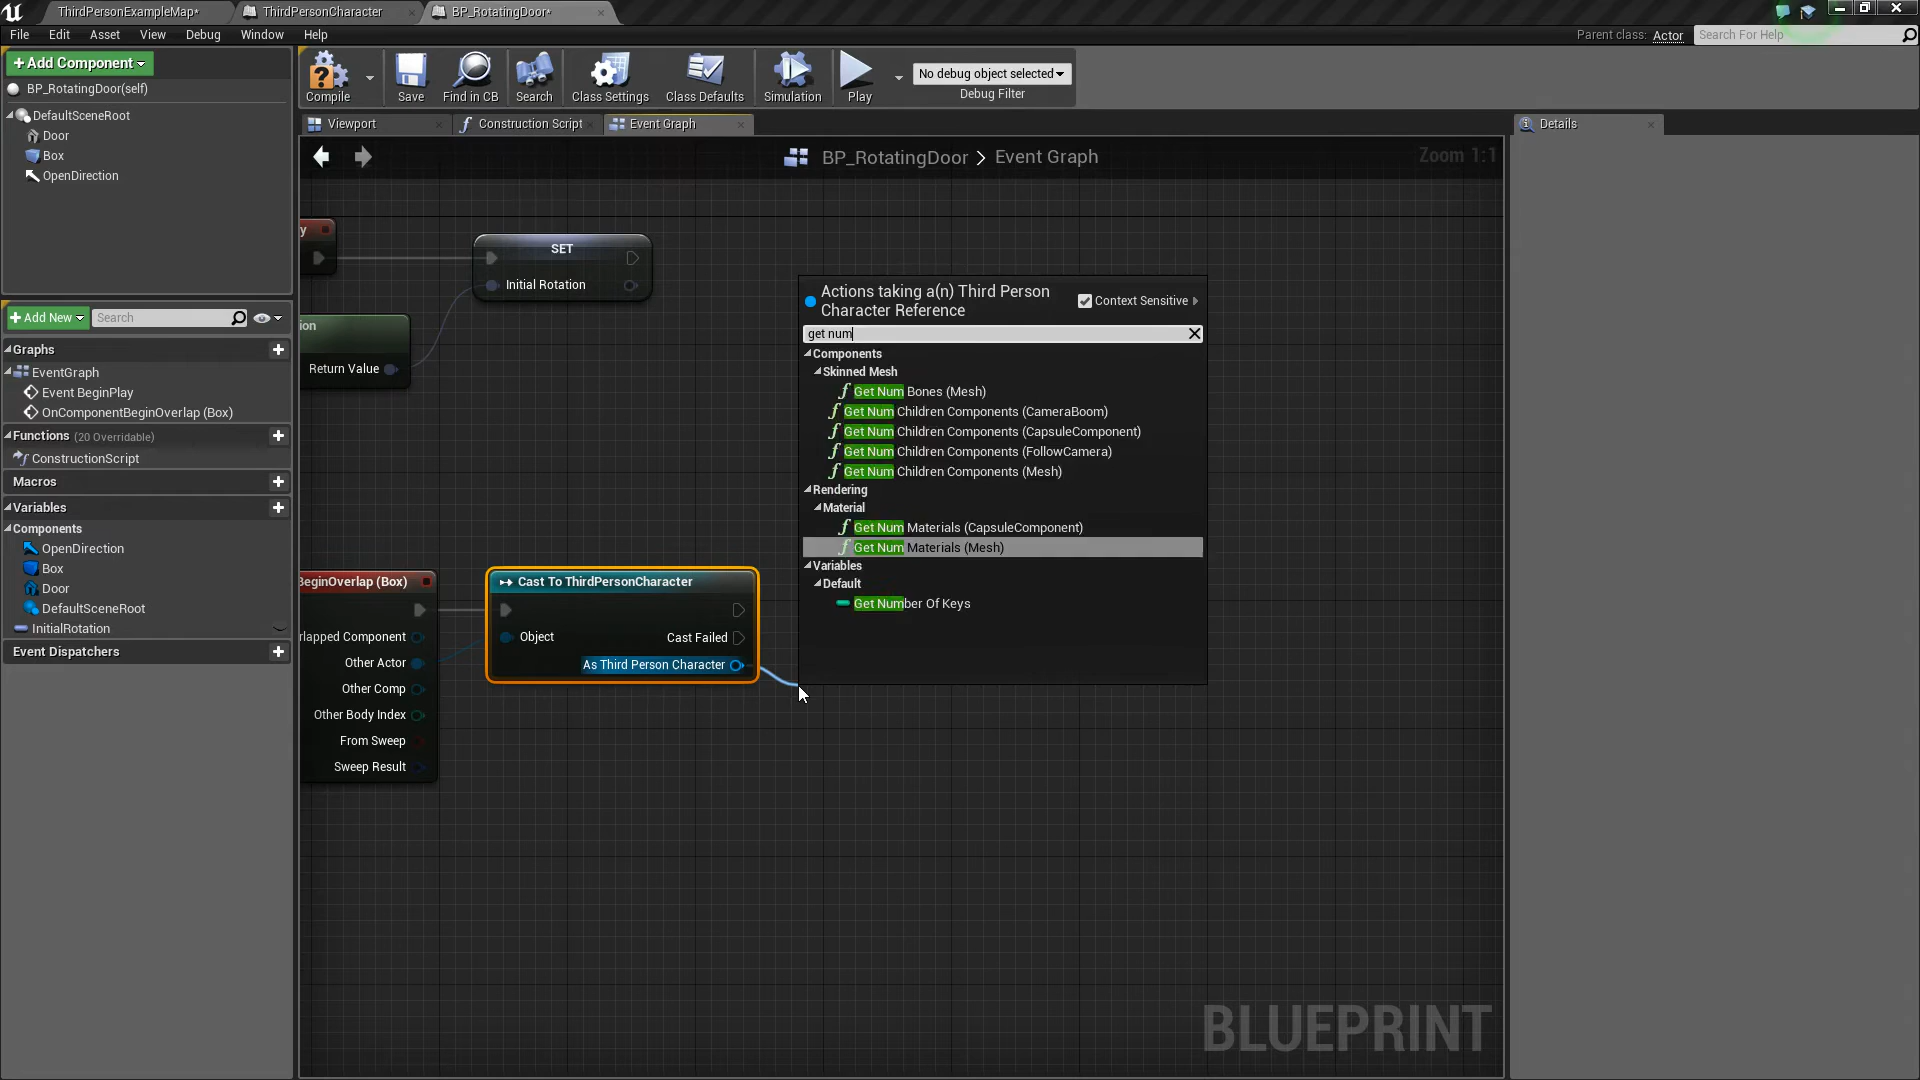 ThirdPersonExampleMap*
ThirdPersonCharacter
BP_RotatingDoor*
File Edit Asset View Debug Window Help
Parent class: Actor
Search For Help
Add Component
BP_RotatingDoor(self)
DefaultSceneRoot
Door
Box
OpenDirection
Compile
Save
Find in CB
Search
Class Settings
Class Defaults
Simulation
Play
No debug object selected
Debug Filter
Viewport
Construction Script
Event Graph
Details
BP_RotatingDoor > Event Graph
Zoom 1:1
Add New
Search
Graphs
EventGraph
Event BeginPlay
OnComponentBeginOverlap (Box)
Functions (20 Overridable)
ConstructionScript
Macros
Variables
Components
OpenDirection
Box
Door
DefaultSceneRoot
InitialRotation
Event Dispatchers
y
SET
Initial Rotation
ion
Return Value
BeginOverlap (Box)
rlapped Component
Other Actor
Other Comp
Other Body Index
From Sweep
Sweep Result
Cast To ThirdPersonCharacter
Object
Cast Failed
As Third Person Character
Actions taking a(n) Third Person
Character Reference
Context Sensitive
get num
Components
Skinned Mesh
Get Num Bones (Mesh)
Get Num Children Components (CameraBoom)
Get Num Children Components (CapsuleComponent)
Get Num Children Components (FollowCamera)
Get Num Children Components (Mesh)
Rendering
Material
Get Num Materials (CapsuleComponent)
Get Num Materials (Mesh)
Variables
Default
Get Number Of Keys
BLUEPRINT